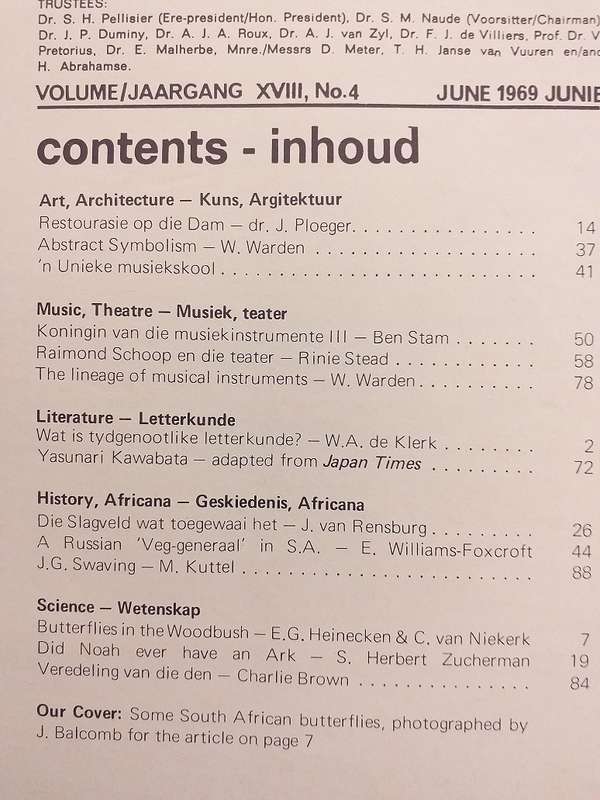 TRUSTEES:
Dr. S. H. Pellisier (Ere-president/Hon. President), Dr. S. M. Naude (Voorsitter/Chairman)
Dr. J. P. Duminy, Dr. A. J. A. Roux, Dr. A. J. van Zyl, Dr. F. J. de Villiers, Prof. Dr. V
Pretorius, Dr. E. Malherbe, Mnre./Messrs D. Meter, T. H. Janse van Vuuren en/and
H. Abrahamse.
VOLUME/JAARGANG XVIII, No.4 JUNE 1969 JUNIE
contents - inhoud
Art, Architecture — Kuns, Argitektuur
Restourasie op die Dam — dr. J. Ploeger. . . . . . . . . . . . . . . . . 14
Abstract Symbolism — W. Warden . . . . . . . . . . . . . . . . . . . . 37
'n Unieke musiekskool . . . . . . . . . . . . . . . . . . . . . . . . . . . . 41
Music, Theatre — Musiek, teater
Koningin van die musiekinstrumente III — Ben Stam . . . . . . . 50
Raimond Schoop en die teater — Rinie Stead . . . . . . . . . . . . 58
The lineage of musical instruments — W. Warden . . . . . . . . . . 78
Literature — Letterkunde
Wat is tydgenootlike letterkunde? — W.A. de Klerk . . . . . . . . 2
Yasunari Kawabata — adapted from Japan Times . . . . . . . . . 72
History, Africana — Geskiedenis, Africana
Die Slagveld wat toegewaai het — J. van Rensburg . . . . . . . . . 26
A Russian 'Veg-generaal' in S.A. — E. Williams-Foxcroft 44
J.G. Swaving — M. Kuttel . . . . . . . . . . . . . . . . . . . . . . . . . 88
Science — Wetenskap
Butterflies in the Woodbush — E.G. Heinecken & C. van Niekerk 7
Did Noah ever have an Ark — S. Herbert Zucherman 19
Veredeling van die den — Charlie Brown . . . . . . . . . . . . . . . 84
Our Cover: Some South African butterflies, photographed by
J. Balcomb for the article on page 7